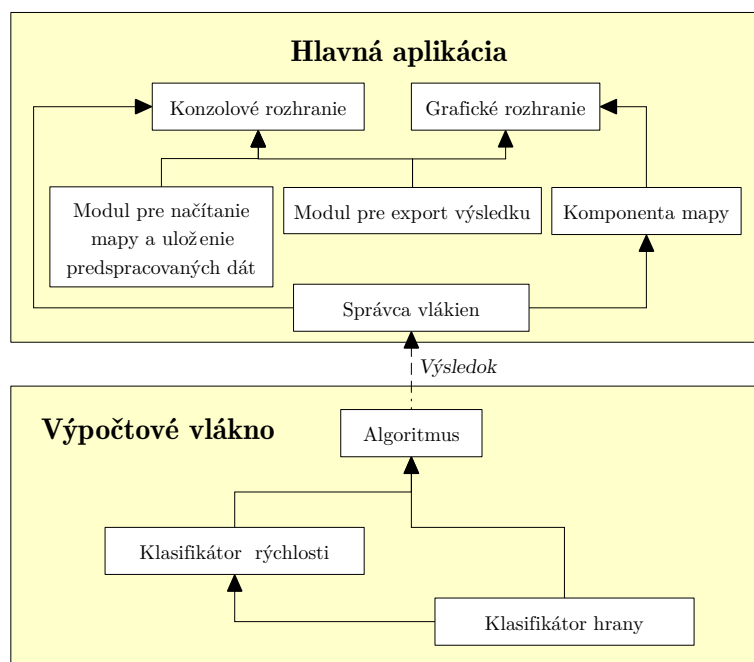 Hlavná aplikácia
Konzolové rozhranie
Grafické rozhranie
Modul pre načítanie
mapy a uloženie
predspracovaných dát
Modul pre export výsledku
Komponenta mapy
Správca vlákien
Výsledok
Výpočtové vlákno
Algoritmus
Klasifikátor rýchlosti
Klasifikátor hrany